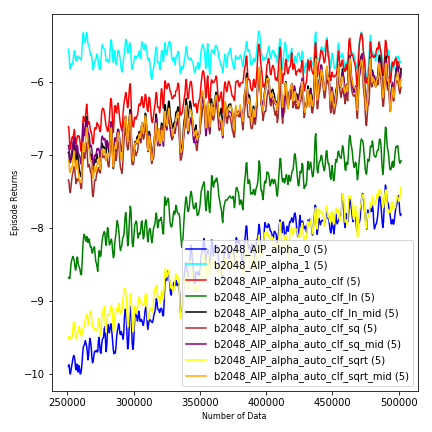 −6
−7
−8
−9
−10
Episode Returns
b2048_AIP_alpha_0 (5)
b2048_AIP_alpha_1 (5)
b2048_AIP_alpha_auto_clf (5)
b2048_AIP_alpha_auto_clf_ln (5)
b2048_AIP_alpha_auto_clf_ln_mid (5)
b2048_AIP_alpha_auto_clf_sq (5)
b2048_AIP_alpha_auto_clf_sq_mid (5)
b2048_AIP_alpha_auto_clf_sqrt (5)
b2048_AIP_alpha_auto_clf_sqrt_mid (5)
250000 300000 350000 400000 450000 500000
Number of Data